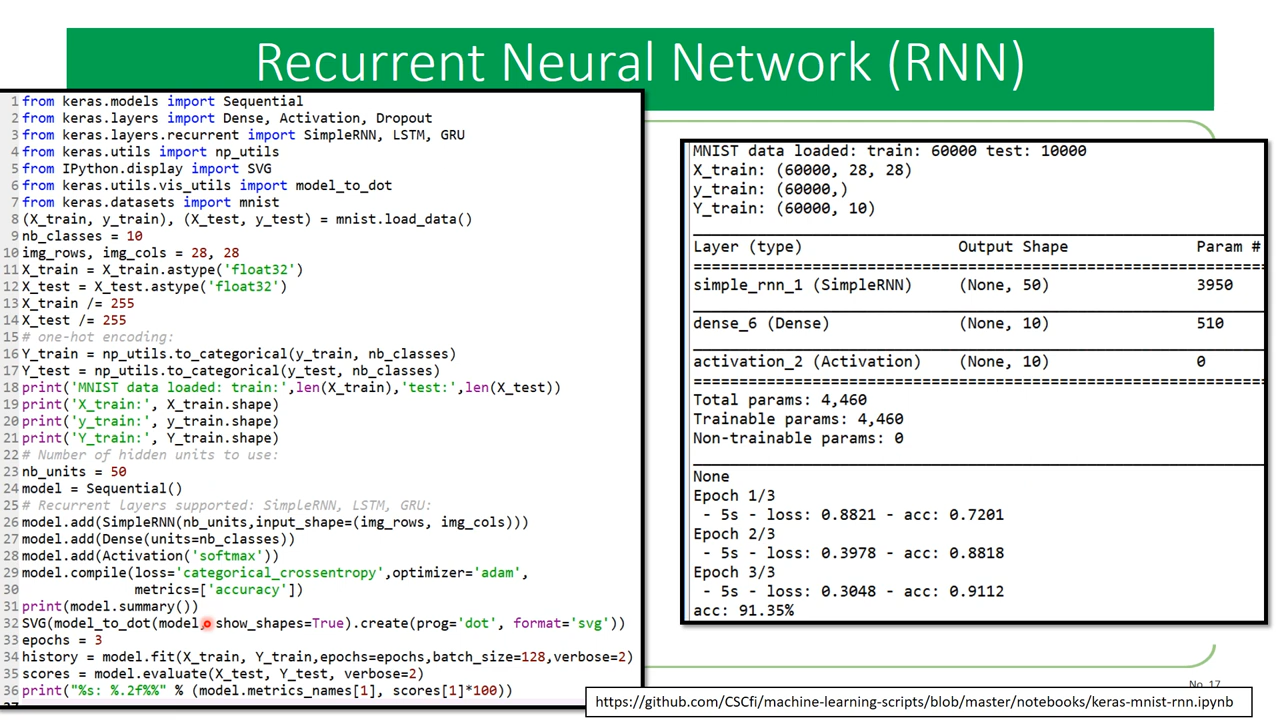 Recurrent Neural Network (RNN)
1 from keras.models import Sequential
2 from keras.layers import Dense, Activation, Dropout
3 from keras.layers.recurrent import SimpleRNN, LSTM, GRU
4 from keras.utils import np_utils
5 from IPython.display import SVG
6 from keras.utils.vis_utils import model_to_dot
7 from keras.datasets import mnist
8 (X_train, y_train), (X_test, y_test) = mnist.load_data()
9 nb_classes = 10
10 img_rows, img_cols = 28, 28
11 X_train = X_train.astype('float32')
12 X_test = X_test.astype('float32')
13 X_train /= 255
14 X_test /= 255
15 # one-hot encoding:
16 Y_train = np_utils.to_categorical(y_train, nb_classes)
17 Y_test = np_utils.to_categorical(y_test, nb_classes)
18 print('MNIST data loaded: train:',len(X_train),'test:',len(X_test))
19 print('X_train:', X_train.shape)
20 print('y_train:', y_train.shape)
21 print('Y_train:', Y_train.shape)
22 # Number of hidden units to use:
23 nb_units = 50
24 model = Sequential()
25 # Recurrent layers supported: SimpleRNN, LSTM, GRU:
26 model.add(SimpleRNN(nb_units,input_shape=(img_rows, img_cols)))
27 model.add(Dense(units=nb_classes))
28 model.add(Activation('softmax'))
29 model.compile(loss='categorical_crossentropy',optimizer='adam',
30 metrics=['accuracy'])
31 print(model.summary())
32 SVG(model_to_dot(model, show_shapes=True).create(prog='dot', format='svg'))
33 epochs = 3
34 history = model.fit(X_train, Y_train,epochs=epochs,batch_size=128,verbose=2)
35 scores = model.evaluate(X_test, Y_test, verbose=2)
36 print("%s: %.2f%%" % (model.metrics_names[1], scores[1]*100))
MNIST data loaded: train: 60000 test: 10000
X_train: (60000, 28, 28)
y_train: (60000,)
Y_train: (60000, 10)
Layer (type) Output Shape Param #
simple_rnn_1 (SimpleRNN) (None, 50) 3950
dense_6 (Dense) (None, 10) 510
activation_2 (Activation) (None, 10) 0
Total params: 4,460
Trainable params: 4,460
Non-trainable params: 0
None
Epoch 1/3
- 5s - loss: 0.8821 - acc: 0.7201
Epoch 2/3
- 5s - loss: 0.3978 - acc: 0.8818
Epoch 3/3
- 5s - loss: 0.3048 - acc: 0.9112
acc: 91.35%
No. 17
https://github.com/CSCfi/machine-learning-scripts/blob/master/notebooks/keras-mnist-rnn.ipynb